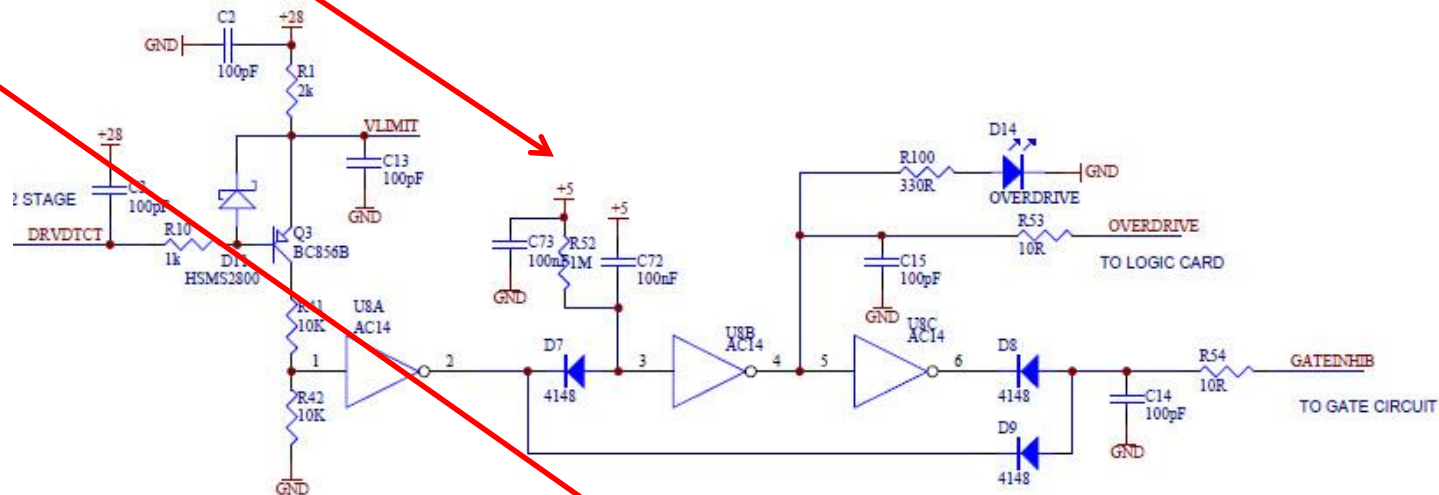 +28
C2
GND
100pF
R1
2k
+28
VLIMIT
C13
100pF
GND
2 STAGE
100pF
DRVDTCT
R10
1k
Q3
BC856B
HSMS2800
R41
10K
R42
10K
GND
U8A
AC14
1
2
+5
+5
C73
100nF
R52
1M
C72
100nF
GND
D7
4148
3
U8B
AC14
4
5
U8C
AC14
6
R100
330R
D14
OVERDRIVE
GND
R53
10R
OVERDRIVE
TO LOGIC CARD
C15
100pF
GND
D8
4148
D9
4148
C14
100pF
GND
R54
10R
GATEINHIB
TO GATE CIRCUIT